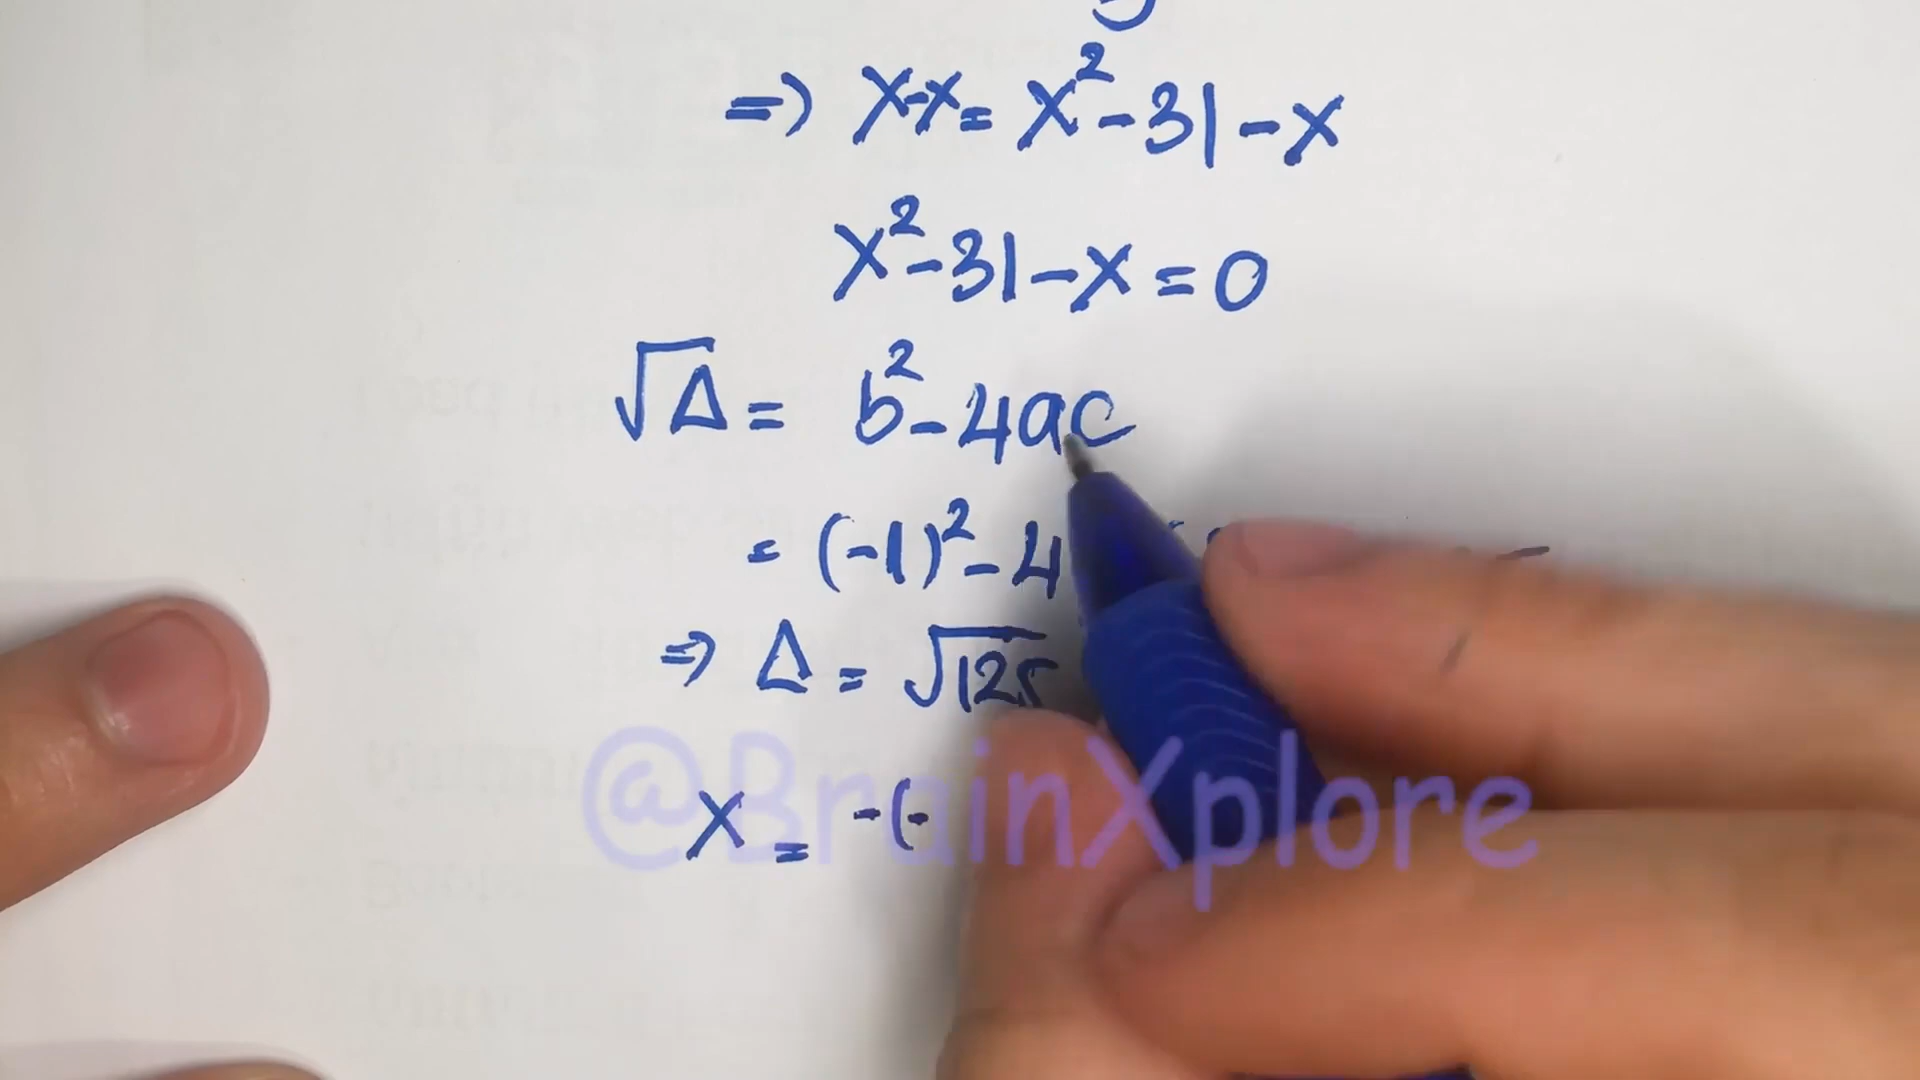 => x-x = x² - 31 - x
x² - 31 - x = 0
√Δ = b² - 4ac
= (-1)² - 4
=> Δ = √125
x = -(-
@BrainXplore